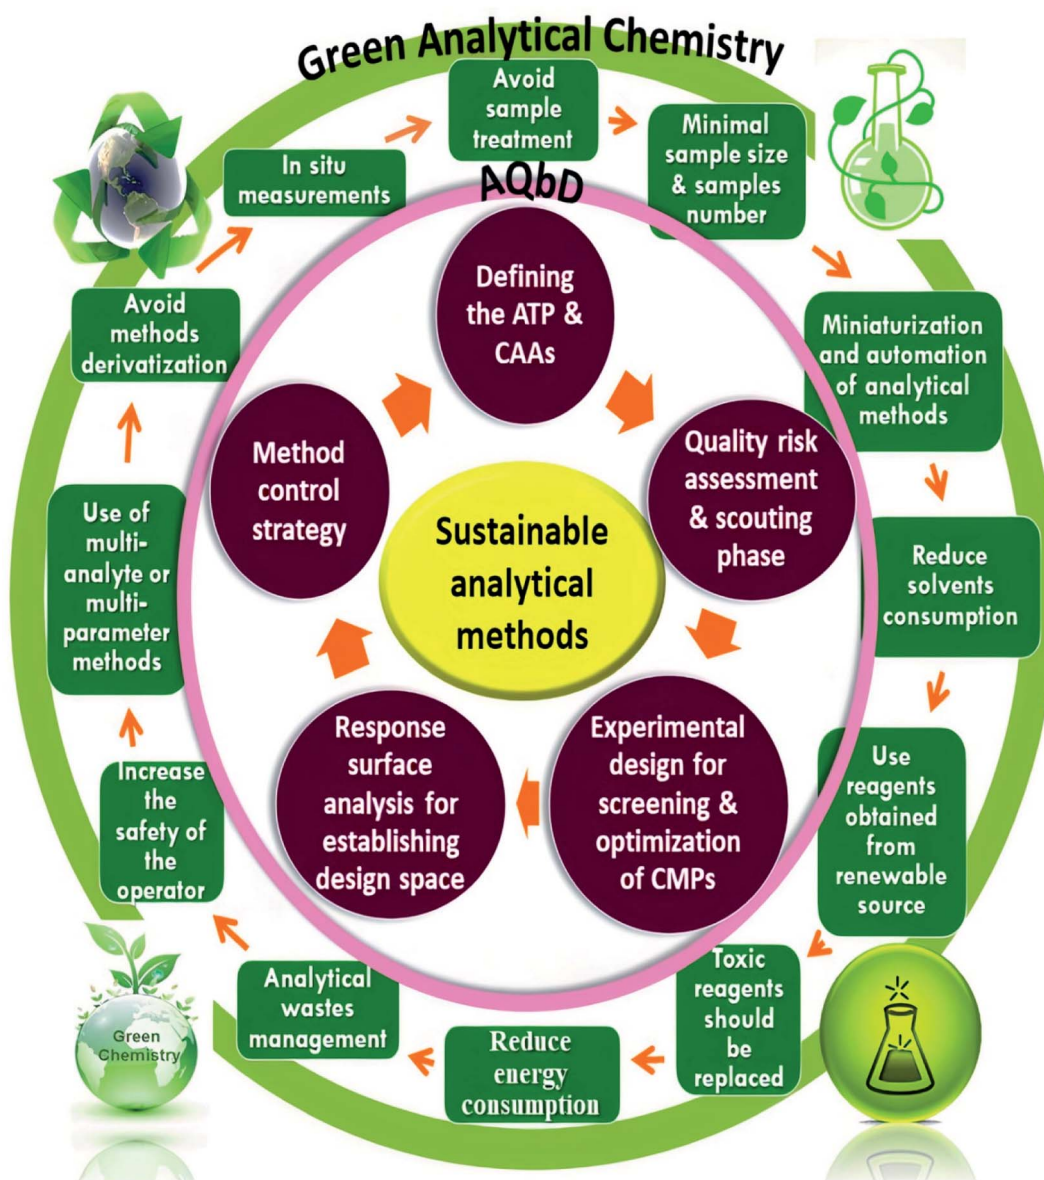 Green Analytical Chemistry
Avoid
sample
treatment
Minimal
sample size
& samples
number
Miniaturization
and automation
of analytical
methods
Reduce
solvents
consumption
Use
reagents
obtained
from
renewable
source
Toxic
reagents
should
be
replaced
Reduce
energy
consumption
Analytical
wastes
management
Increase
the
safety of
the
operator
Use of
multi-
analyte or
multi-
parameter
methods
Avoid
methods
derivatization
In situ
measurements
AQbD
Defining
the ATP &
CAAs
Quality risk
assessment
& scouting
phase
Experimental
design for
screening &
optimization
of CMPs
Response
surface
analysis for
establishing
design space
Method
control
strategy
Sustainable
analytical
methods
Green
Chemistry